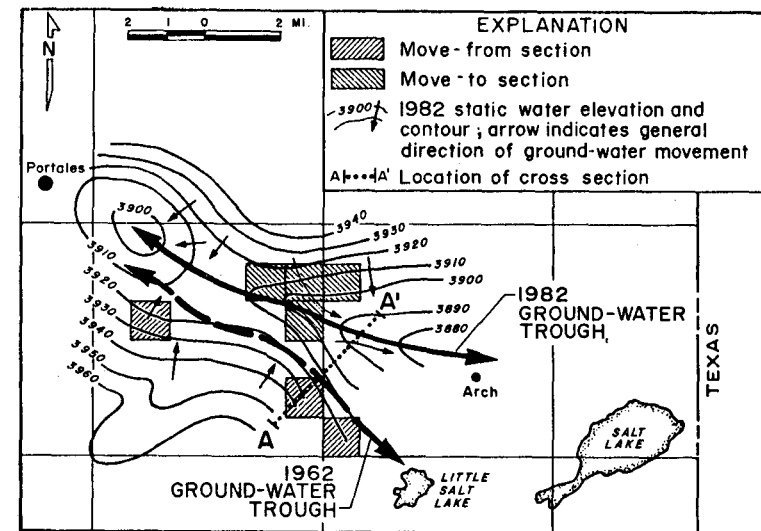 2 1 0 2 MI.
N
EXPLANATION
Move-from section
Move-to section
3900 1982 static water elevation and
contour; arrow indicates general
direction of ground-water movement
A A' Location of cross section
Portales
3900
3910
3920
3930
3940
3950
3960
3940
3930
3920
3910
3900
3890
3880
A'
A
1982
GROUND-WATER
TROUGH
Arch
TEXAS
SALT
LAKE
1962
GROUND-WATER
TROUGH
LITTLE
SALT
LAKE